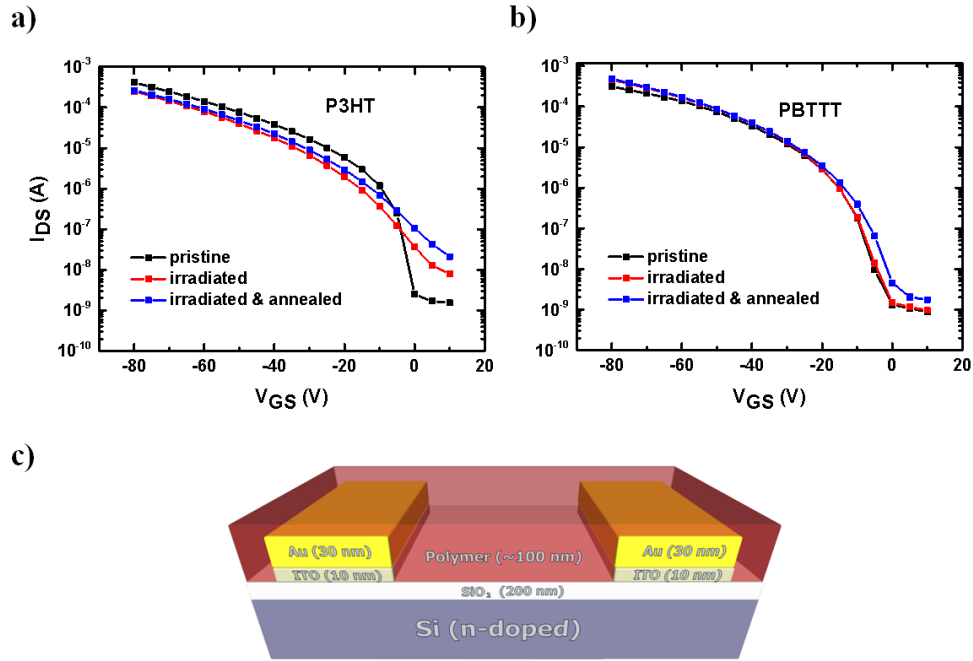 a)
10⁻³
10⁻⁴
10⁻⁵
10⁻⁶
10⁻⁷
10⁻⁸
10⁻⁹
10⁻¹⁰
I_DS (A)
P3HT
pristine
irradiated
irradiated & annealed
-80 -60 -40 -20 0 20
V_GS (V)
b)
10⁻³
10⁻⁴
10⁻⁵
10⁻⁶
10⁻⁷
10⁻⁸
10⁻⁹
10⁻¹⁰
PBTTT
pristine
irradiated
irradiated & annealed
-80 -60 -40 -20 0 20
V_GS (V)
c)
Au (30 nm)
Polymer (~100 nm)
Au (30 nm)
ITO (10 nm)
ITO (10 nm)
SiO₂ (200 nm)
Si (n-doped)